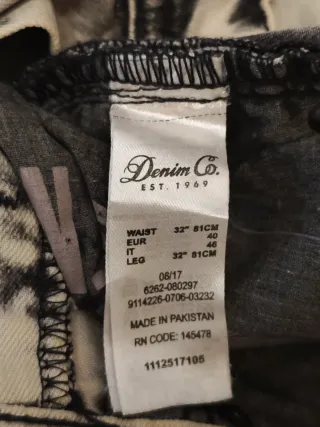 Denim Co.
EST. 1969
WAIST 32" 81CM
EUR 40
IT 46
LEG 32" 81CM
06/17
6262-080297
9114226-0706-03232
MADE IN PAKISTAN
RN CODE: 145478
1112517105